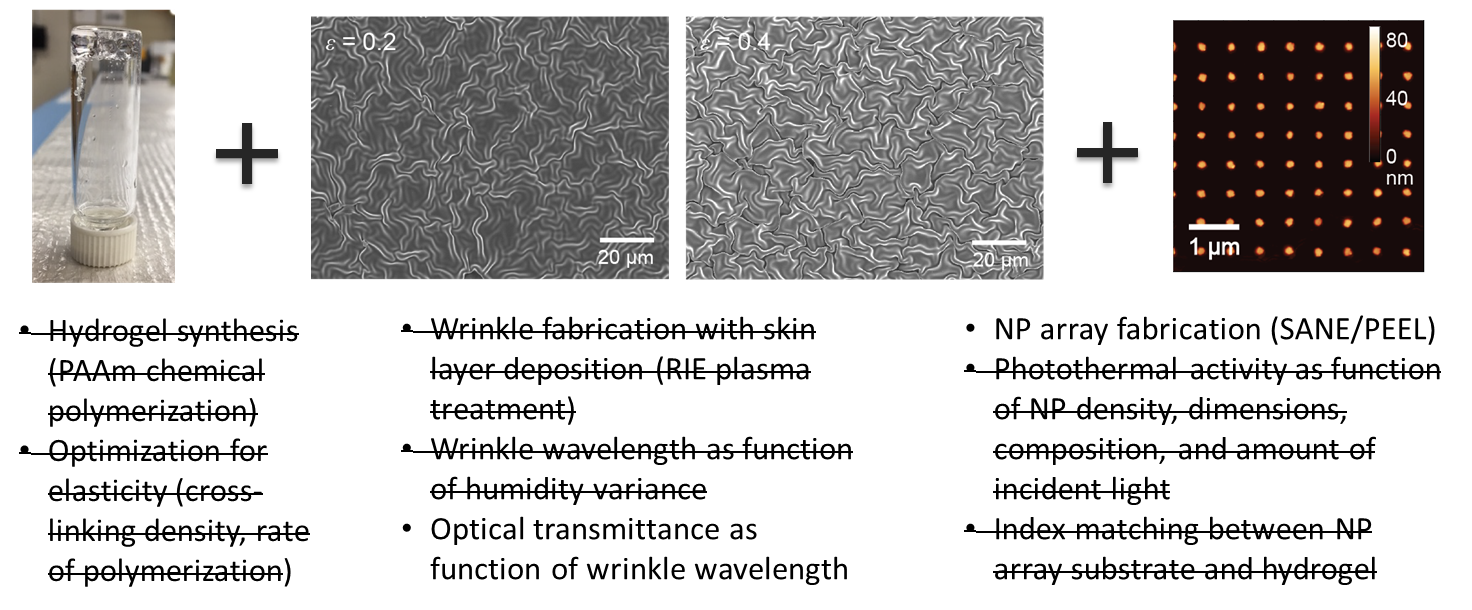 ε = 0.2
20 µm
ε = 0.4
20 µm
80
40
0
nm
1 µm
• Hydrogel synthesis
(PAAm chemical
polymerization)
• Optimization for
elasticity (cross-
linking density, rate
of polymerization)
• Wrinkle fabrication with skin
layer deposition (RIE plasma
treatment)
• Wrinkle wavelength as function
of humidity variance
• Optical transmittance as
function of wrinkle wavelength
• NP array fabrication (SANE/PEEL)
• Photothermal activity as function
of NP density, dimensions,
composition, and amount of
incident light
• Index matching between NP
array substrate and hydrogel